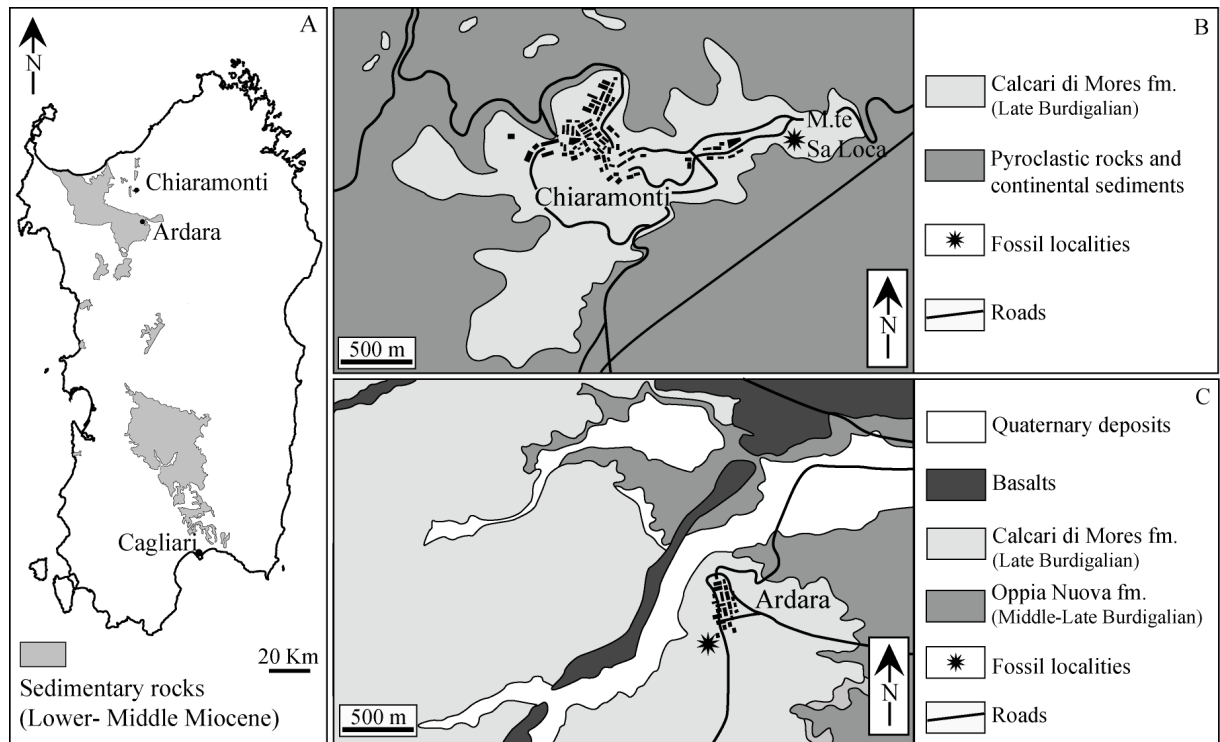 A
N
Chiaramonti
Ardara
Cagliari
20 Km
Sedimentary rocks
(Lower- Middle Miocene)
B
M.te
Sa Loca
Chiaramonti
500 m
N
Calcari di Mores fm.
(Late Burdigalian)
Pyroclastic rocks and
continental sediments
Fossil localities
Roads
C
Ardara
500 m
N
Quaternary deposits
Basalts
Calcari di Mores fm.
(Late Burdigalian)
Oppia Nuova fm.
(Middle-Late Burdigalian)
Fossil localities
Roads